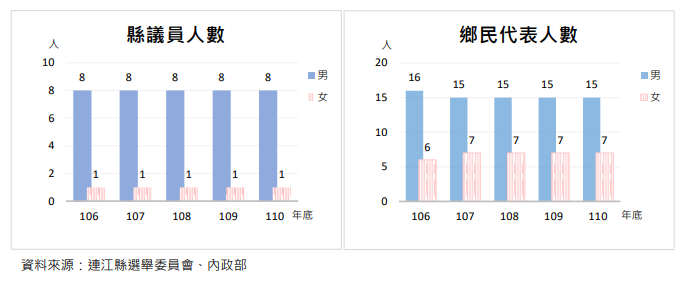 縣議員人數
人
10
8
6
4
2
0
8 8 8 8 8
1 1 1 1 1
106 107 108 109 110 年底
男
女
鄉民代表人數
人
20
15
10
5
0
16 15 15 15 15
6 7 7 7 7
106 107 108 109 110 年底
男
女
資料來源：連江縣選舉委員會、內政部